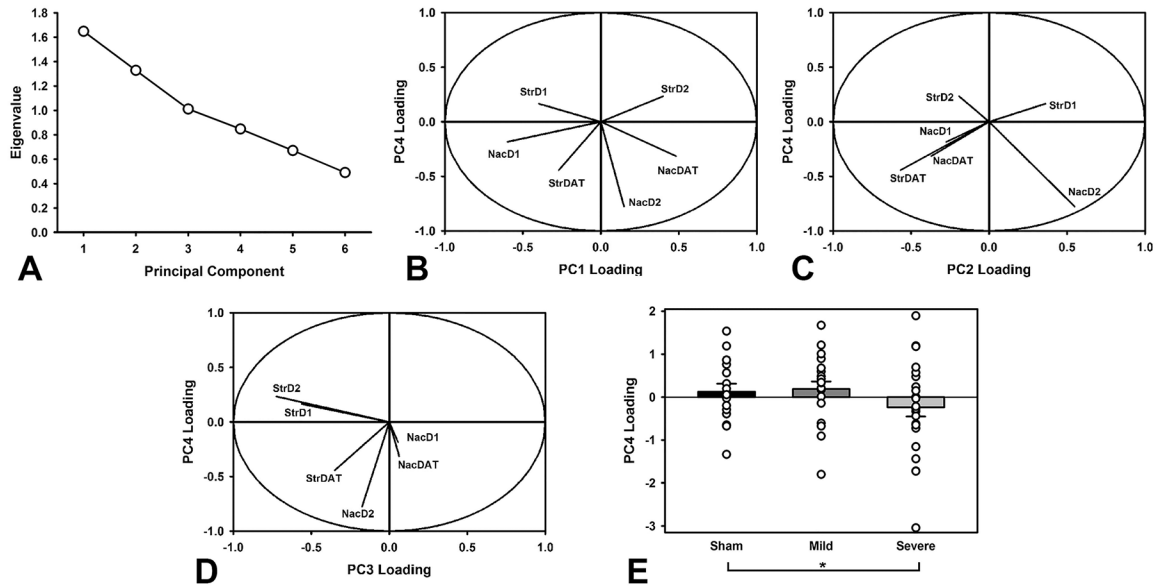 1.8
1.6
1.4
1.2
1.0
0.8
0.6
0.4
0.2
0.0
Eigenvalue
1 2 3 4 5 6
Principal Component
A
1.0
0.5
0.0
-0.5
-1.0
PC4 Loading
StrD1
StrD2
NacD1
StrDAT
NacDAT
NacD2
-1.0 -0.5 0.0 0.5 1.0
PC1 Loading
B
1.0
0.5
0.0
-0.5
-1.0
PC4 Loading
StrD2
StrD1
NacD1
NacDAT
StrDAT
NacD2
-1.0 -0.5 0.0 0.5 1.0
PC2 Loading
C
1.0
0.5
0.0
-0.5
-1.0
PC4 Loading
StrD2
StrD1
NacD1
NacDAT
StrDAT
NacD2
-1.0 -0.5 0.0 0.5 1.0
PC3 Loading
D
2
1
0
-1
-2
-3
PC4 Loading
Sham Mild Severe
*
E